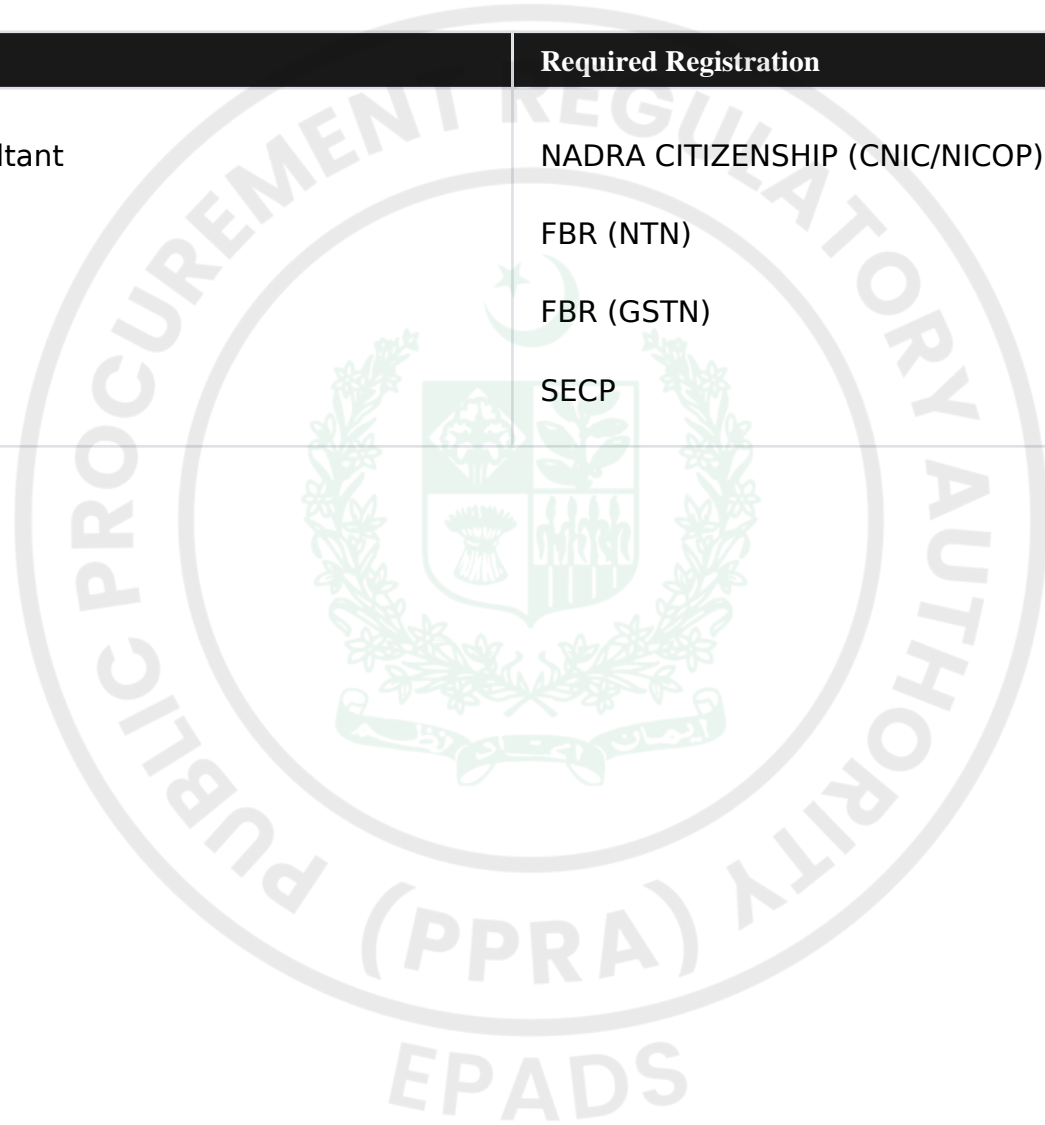 Required Registration
ltant
NADRA CITIZENSHIP (CNIC/NICOP)
FBR (NTN)
FBR (GSTN)
SECP
PUBLIC PROCUREMENT REGULATORY AUTHORITY
(PPRA)
EPADS